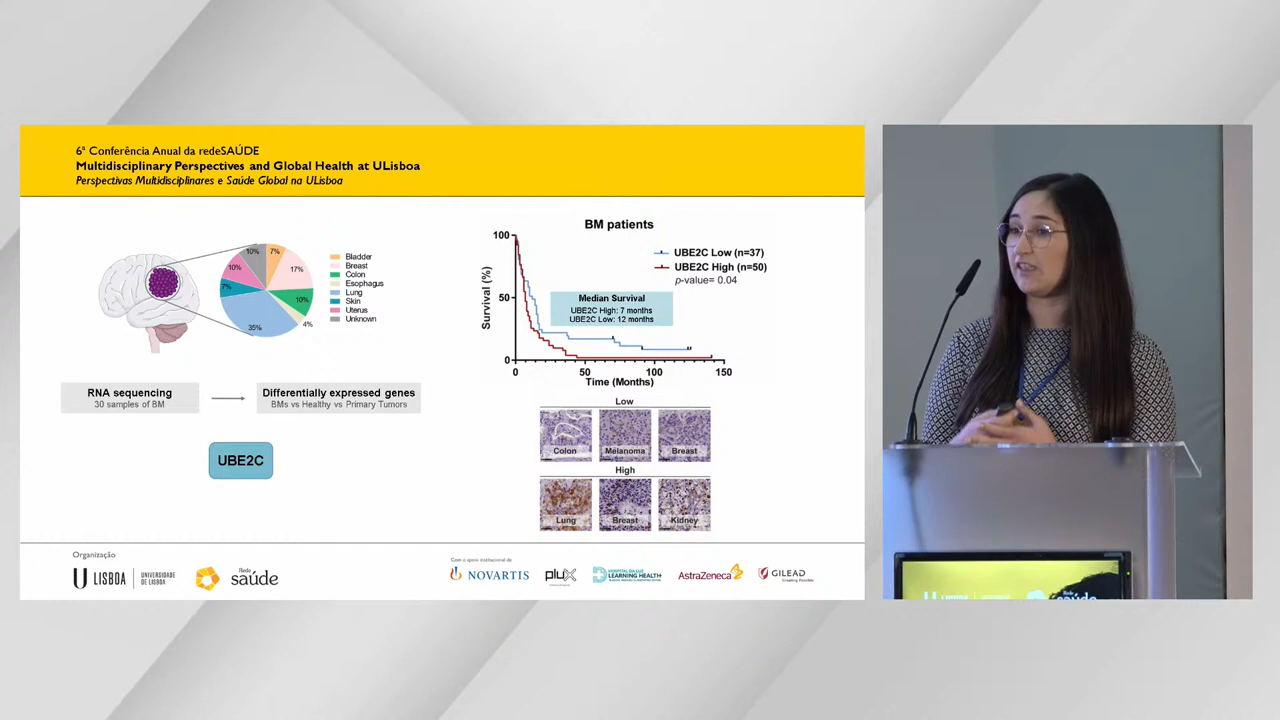 6ª Conferência Anual da redeSAÚDE
Multidisciplinary Perspectives and Global Health at ULisboa
Perspectivas Multidisciplinares e Saúde Global na ULisboa
10%
7%
17%
10%
4%
35%
7%
10%
Bladder
Breast
Colon
Esophagus
Lung
Skin
Uterus
Unknown
RNA sequencing
30 samples of BM
Differentially expressed genes
BMs vs Healthy vs Primary Tumors
UBE2C
BM patients
Survival (%)
100
50
0
UBE2C Low (n=37)
UBE2C High (n=50)
p-value= 0.04
Median Survival
UBE2C High: 7 months
UBE2C Low: 12 months
0 50 100 150
Time (Months)
Low
Colon Melanoma Breast
High
Lung Breast Kidney
Organização
U LISBOA UNIVERSIDADE DE LISBOA
Rede saúde
Com o apoio institucional de
NOVARTIS
plux
HOSPITAL DA LUZ
LEARNING HEALTH
AstraZeneca
GILEAD
Creating Possible
LISBOA
Rede
saúde